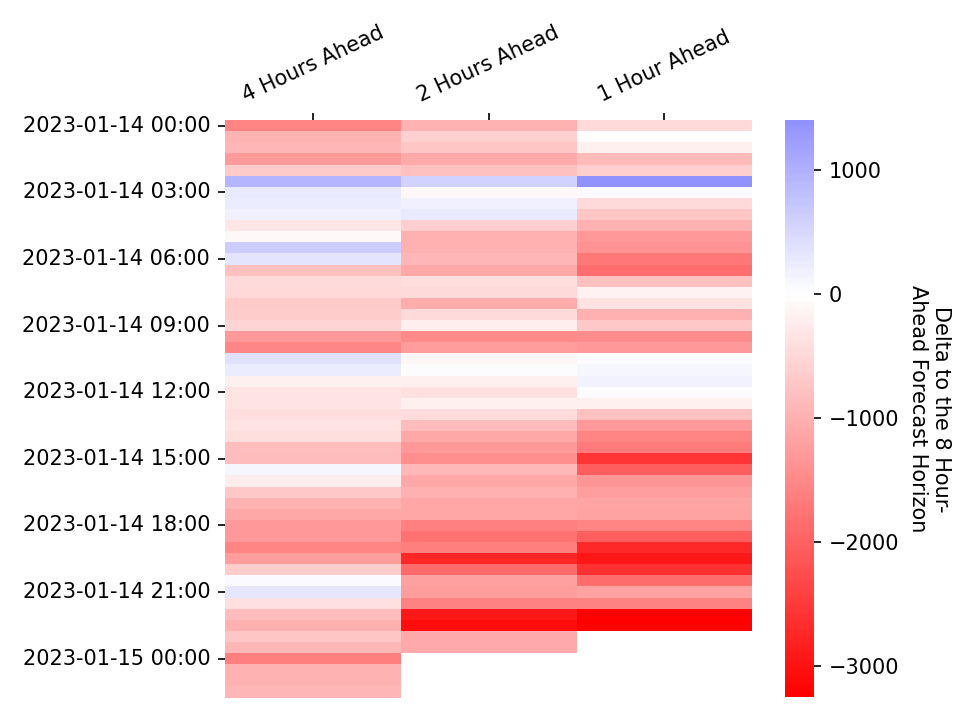 4 Hours Ahead
2 Hours Ahead
1 Hour Ahead
2023-01-14 00:00
2023-01-14 03:00
2023-01-14 06:00
2023-01-14 09:00
2023-01-14 12:00
2023-01-14 15:00
2023-01-14 18:00
2023-01-14 21:00
2023-01-15 00:00
1000
0
−1000
−2000
−3000
Delta to the 8 Hour-
Ahead Forecast Horizon